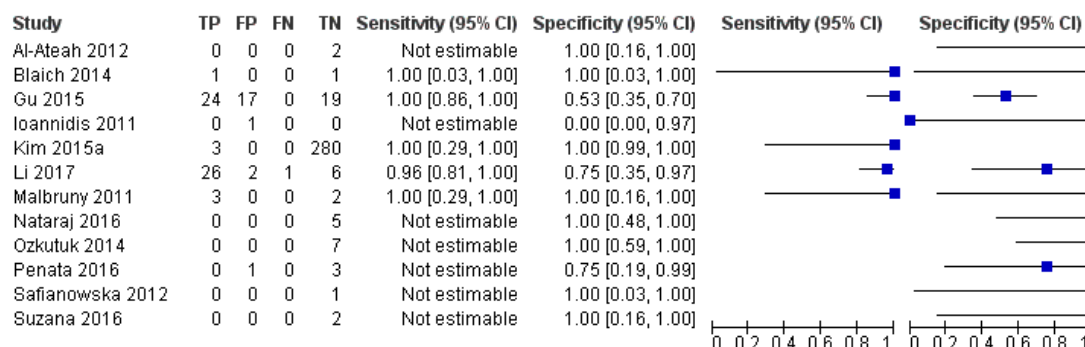 Study TP FP FN TN Sensitivity (95% CI) Specificity (95% CI) Sensitivity (95% CI) Specificity (95% CI)
Al-Ateah 2012 0 0 0 2 Not estimable 1.00 [0.16, 1.00]
Blaich 2014 1 0 0 1 1.00 [0.03, 1.00] 1.00 [0.03, 1.00]
Gu 2015 24 17 0 19 1.00 [0.86, 1.00] 0.53 [0.35, 0.70]
Ioannidis 2011 0 1 0 0 Not estimable 0.00 [0.00, 0.97]
Kim 2015a 3 0 0 280 1.00 [0.29, 1.00] 1.00 [0.99, 1.00]
Li 2017 26 2 1 6 0.96 [0.81, 1.00] 0.75 [0.35, 0.97]
Malbruny 2011 3 0 0 2 1.00 [0.29, 1.00] 1.00 [0.16, 1.00]
Nataraj 2016 0 0 0 5 Not estimable 1.00 [0.48, 1.00]
Ozkutuk 2014 0 0 0 7 Not estimable 1.00 [0.59, 1.00]
Penata 2016 0 1 0 3 Not estimable 0.75 [0.19, 0.99]
Safianowska 2012 0 0 0 1 Not estimable 1.00 [0.03, 1.00]
Suzana 2016 0 0 0 2 Not estimable 1.00 [0.16, 1.00]
0 0.2 0.4 0.6 0.8 1 0 0.2 0.4 0.6 0.8 1